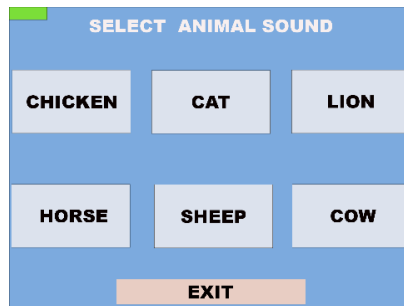 SELECT ANIMAL SOUND
CHICKEN CAT LION
HORSE SHEEP COW
EXIT